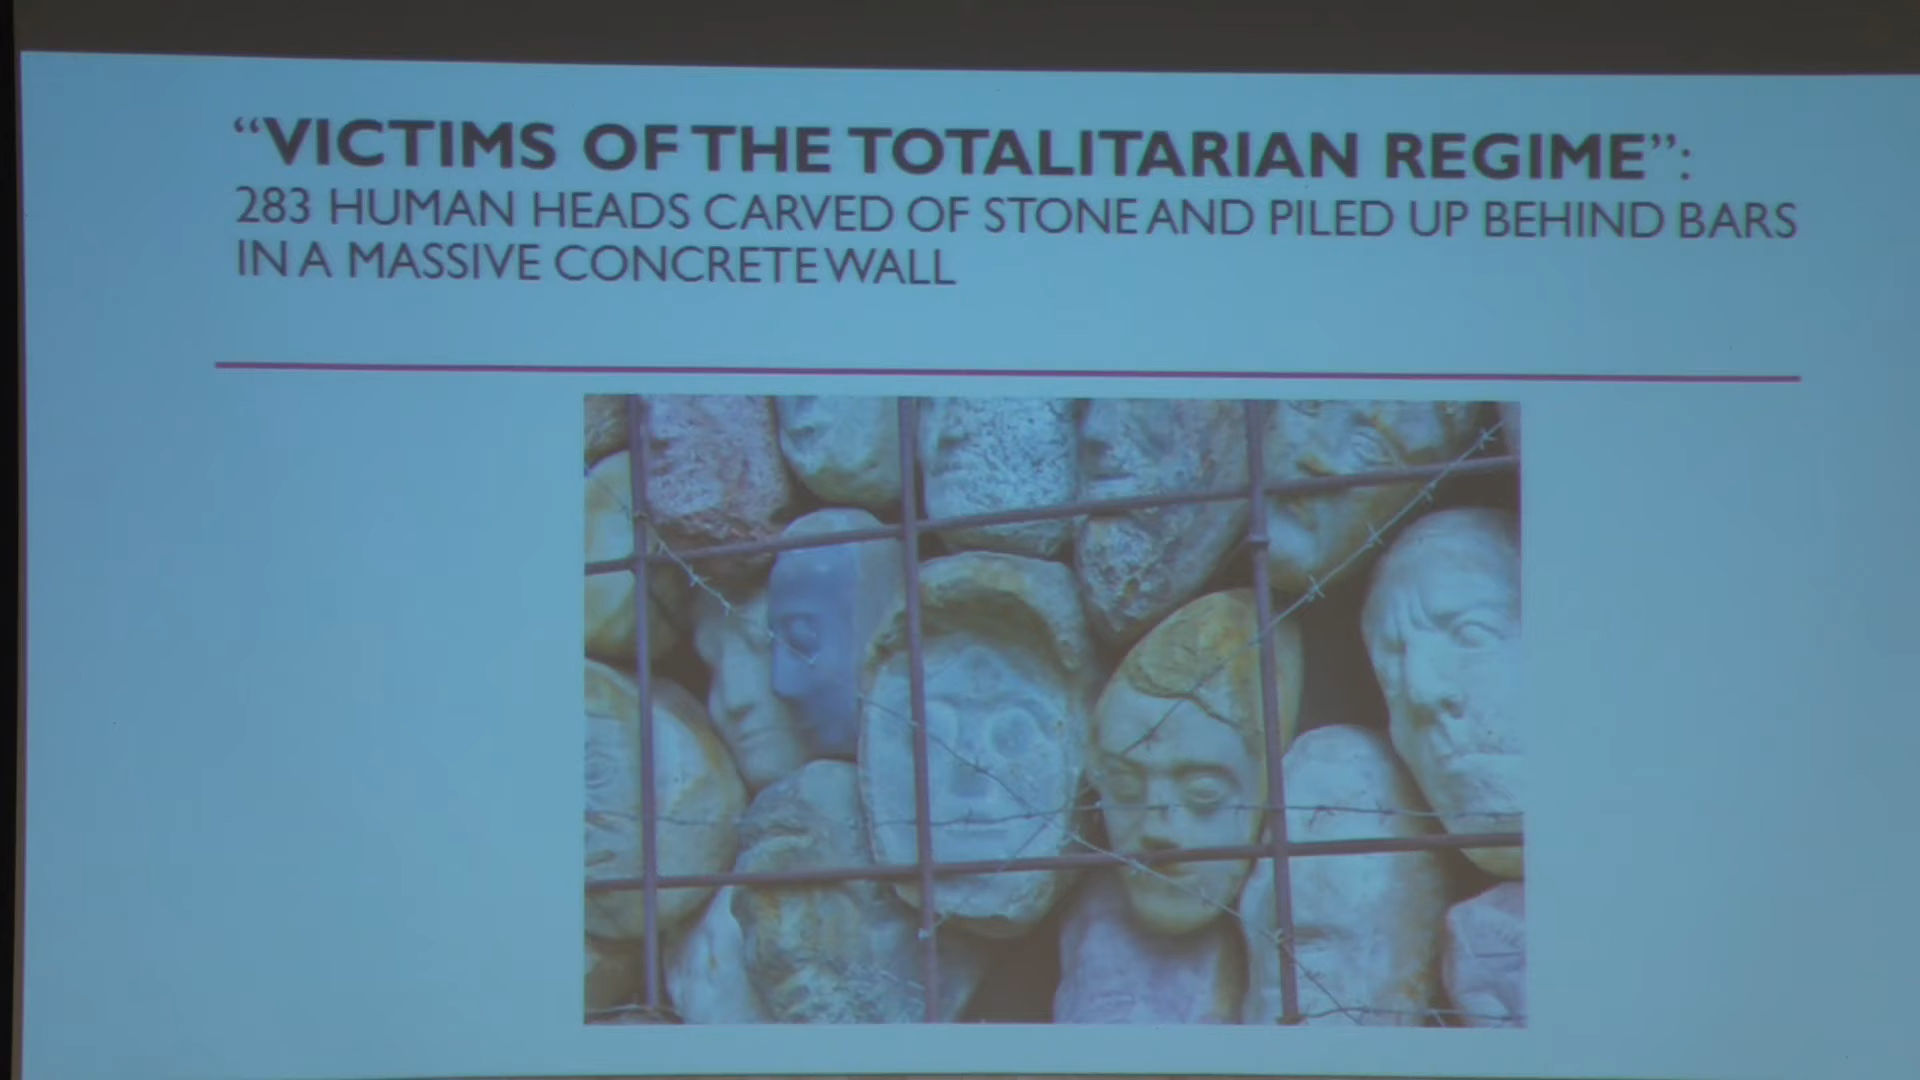 “VICTIMS OF THE TOTALITARIAN REGIME”:
283 HUMAN HEADS CARVED OF STONE AND PILED UP BEHIND BARS
IN A MASSIVE CONCRETE WALL